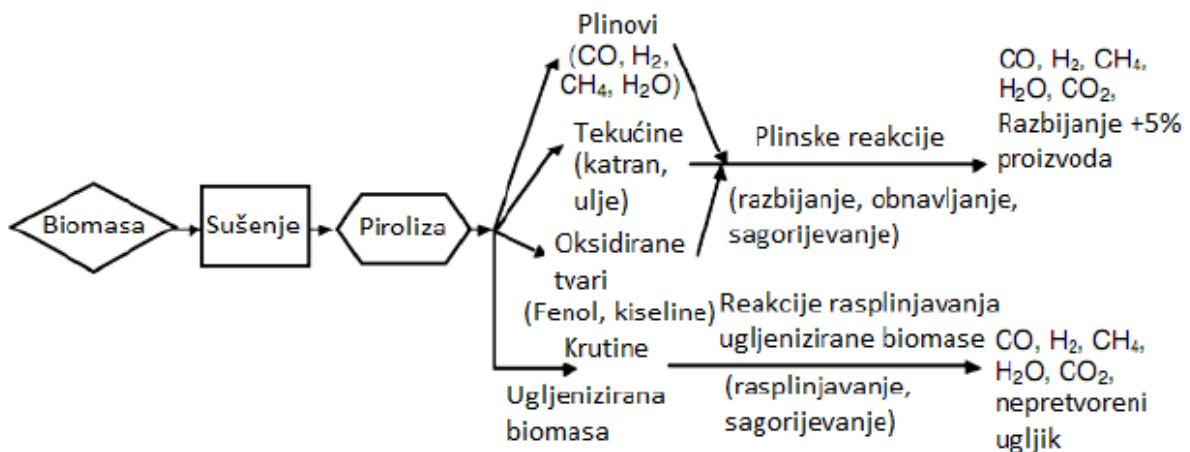 Biomasa
Sušenje
Piroliza
Plinovi
(CO, H₂,
CH₄, H₂O)
Tekućine
(katran,
ulje)
Oksidirane
tvari
(Fenol, kiseline)
Krutine
Ugljenizirana
biomasa
Plinske reakcije
(razbijanje, obnavljanje,
sagorijevanje)
Reakcije rasplinjavanja
ugljenizirane biomase
(rasplinjavanje,
sagorijevanje)
CO, H₂, CH₄,
H₂O, CO₂,
Razbijanje +5%
proizvoda
CO, H₂, CH₄,
H₂O, CO₂,
nepretvoreni
ugljik